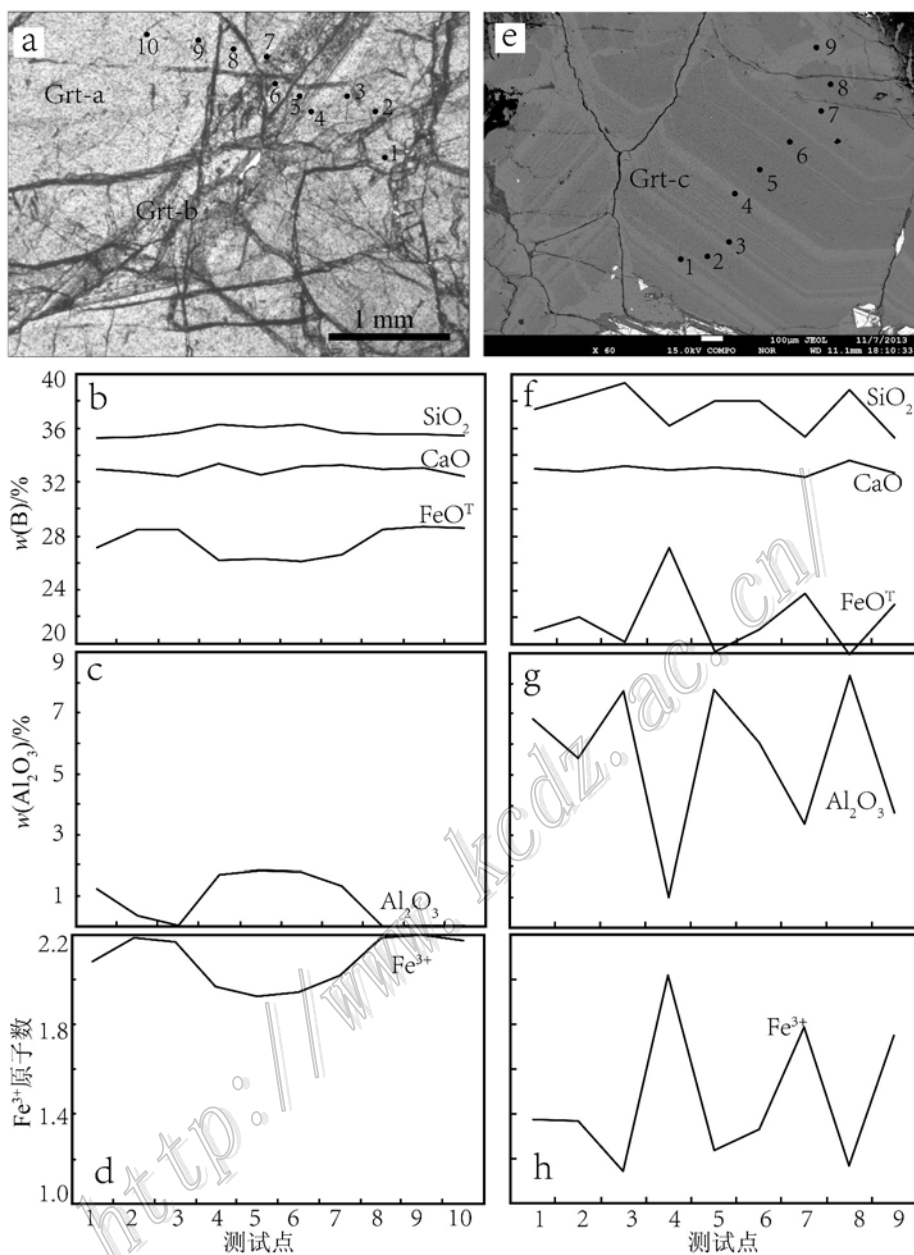 a
10
9
8
7
6
5
4
3
2
1
Grt-a
Grt-b
1 mm
e
9
8
7
6
5
4
3
2
1
Grt-c
100μm JEOL 11/7/2013
X 60 15.0kV COMPO NOR WD 11.1mm 18:10:33
b
40
36
32
28
24
20
w(B)/%
SiO₂
CaO
FeOᵀ
f
SiO₂
CaO
FeOᵀ
c
9
7
5
3
1
w(Al₂O₃)/%
Al₂O₃
g
Al₂O₃
d
2.2
1.8
1.4
1.0
Fe³⁺原子数
Fe³⁺
1 2 3 4 5 6 7 8 9 10
测试点
h
Fe³⁺
1 2 3 4 5 6 7 8 9
测试点
http://www.kcdz.ac.cn/